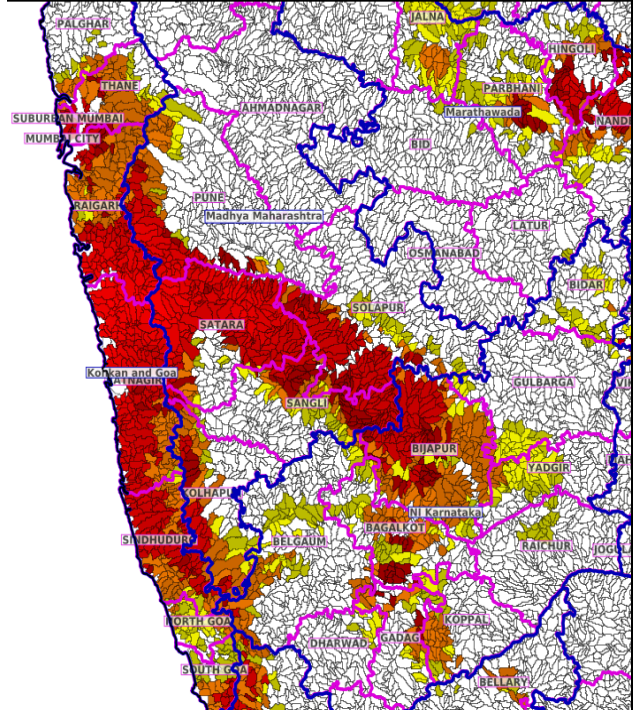 PALGHAR
JALNA
HINGOLI
THANE
PARBHANI
AHMADNAGAR
SUBURBAN MUMBAI
Marathawada
NAND
MUMBAI CITY
BID
PUNE
RAIGARH
Madhya Maharashtra
LATUR
OSMANABAD
BIDAR
SOLAPUR
SATARA
Konkan and Goa
RATNAGIRI
GULBARGA
SANGLI
BIJAPUR
YADGIR
KOLHAPUR
NI Karnataka
BAGALKOT
SINDHUDURG
BELGAUM
RAICHUR
JOGULA
NORTH GOA
KOPPAL
GADAG
DHARWAD
SOUTH GOA
BELLARY